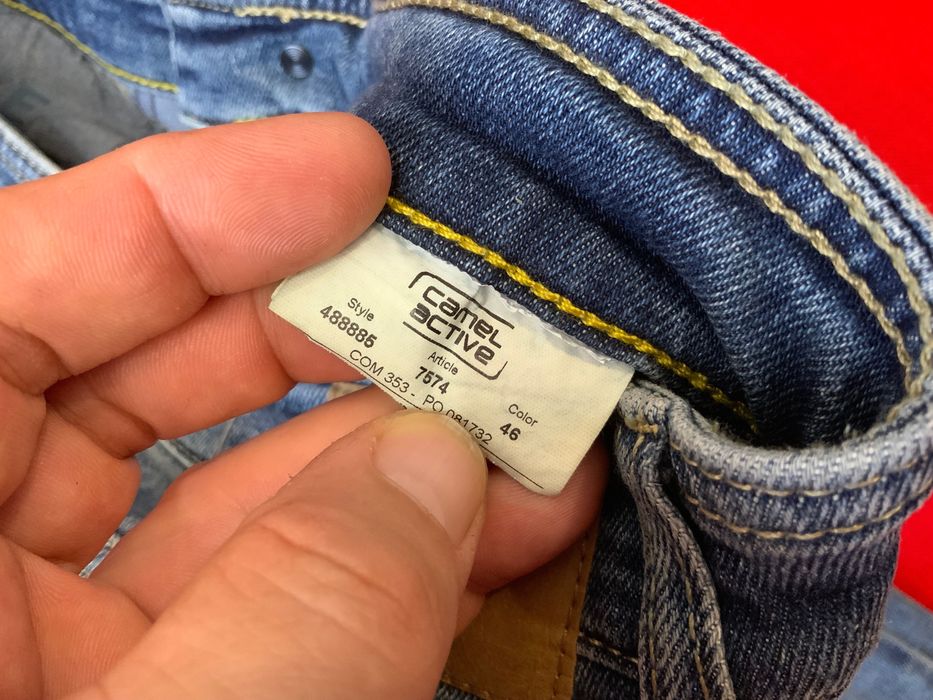 camel
active
Style Article Color
488885 7574 46
COM 353 - PO 081732